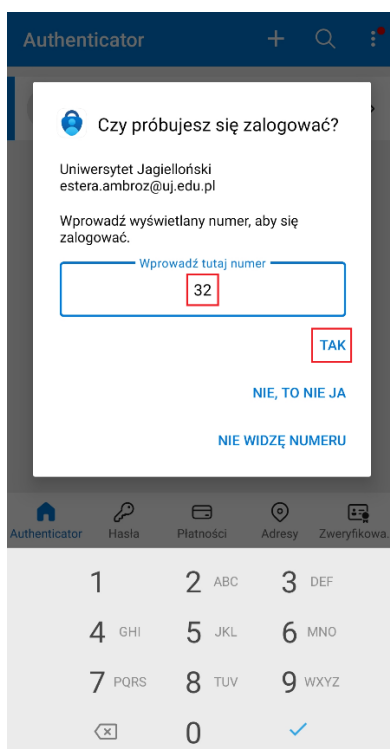 Authenticator
Czy próbujesz się zalogować?
Uniwersytet Jagielloński
estera.ambroz@uj.edu.pl
Wprowadź wyświetlany numer, aby się
zalogować.
Wprowadź tutaj numer
32
TAK
NIE, TO NIE JA
NIE WIDZĘ NUMERU
Authenticator Hasła Płatności Adresy Zweryfikowa.
1 2 ABC 3 DEF
4 GHI 5 JKL 6 MNO
7 PQRS 8 TUV 9 WXYZ
0